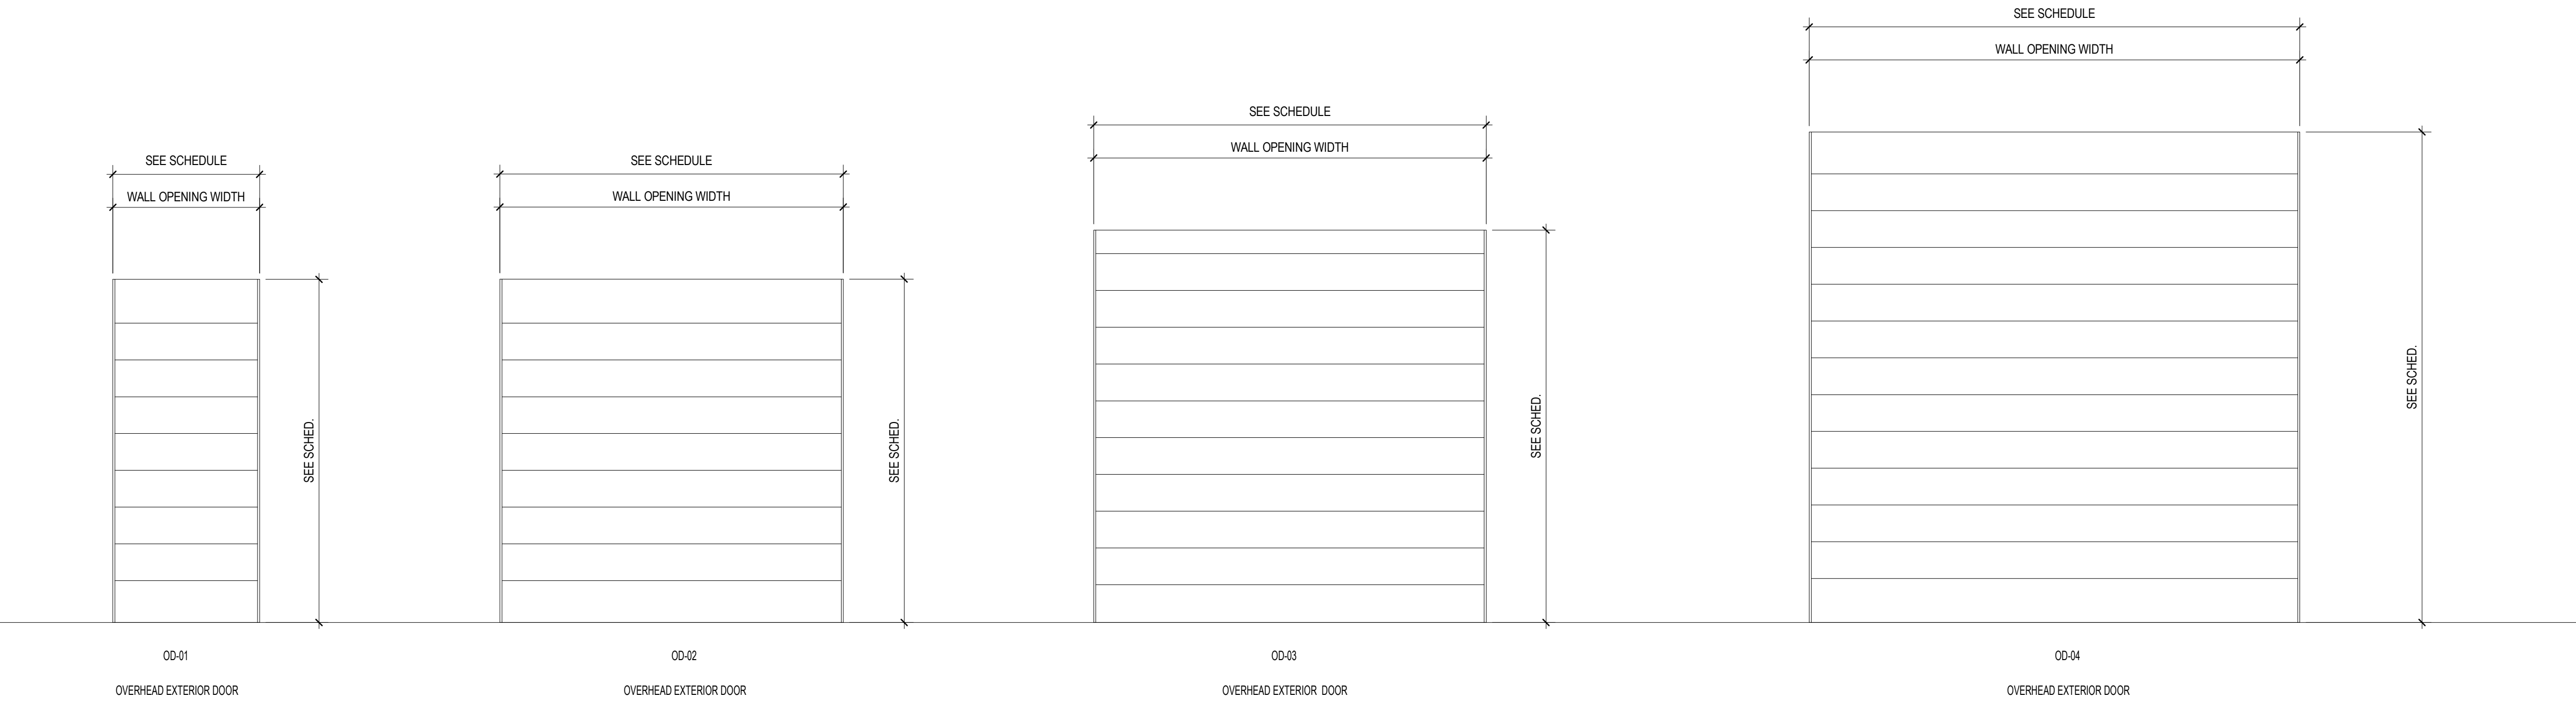 SEE SCHEDULE
WALL OPENING WIDTH
SEE SCHED.
OD-01
OVERHEAD EXTERIOR DOOR
SEE SCHEDULE
WALL OPENING WIDTH
SEE SCHED.
OD-02
OVERHEAD EXTERIOR DOOR
SEE SCHEDULE
WALL OPENING WIDTH
SEE SCHED.
OD-03
OVERHEAD EXTERIOR DOOR
SEE SCHEDULE
WALL OPENING WIDTH
SEE SCHED.
OD-04
OVERHEAD EXTERIOR DOOR